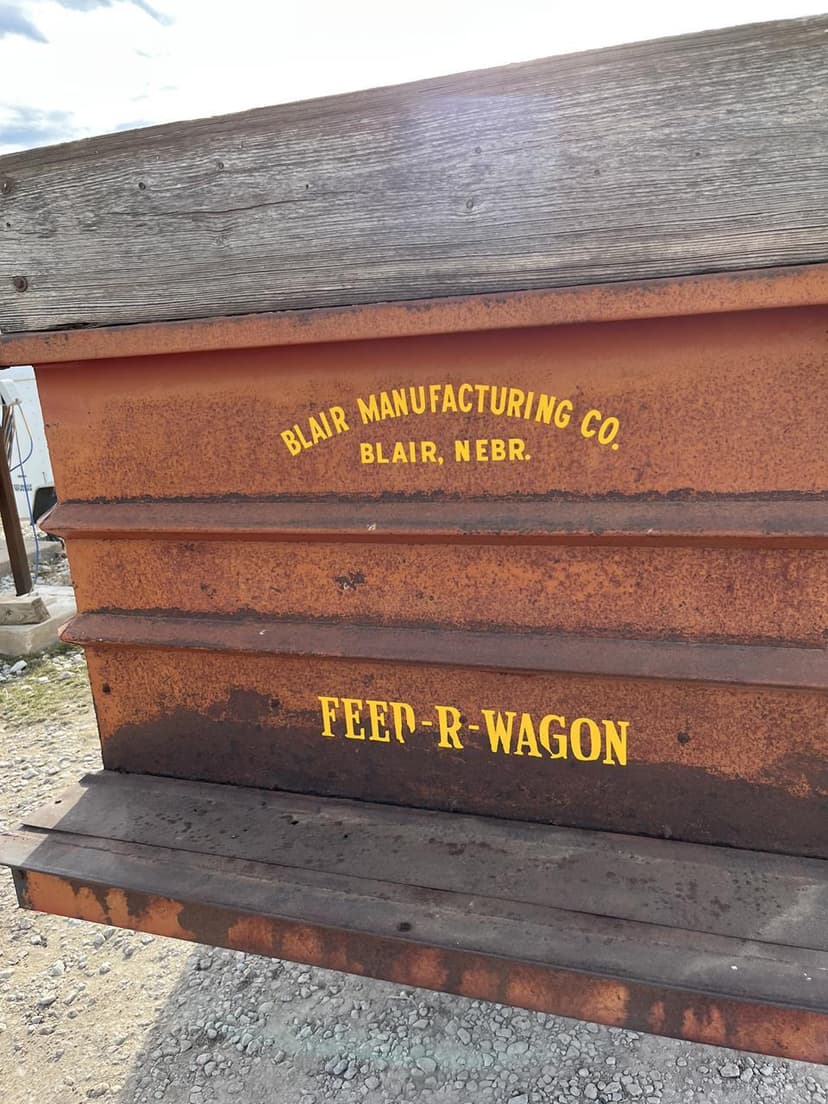 BLAIR MANUFACTURING CO.
BLAIR, NEBR.
FEED-R-WAGON